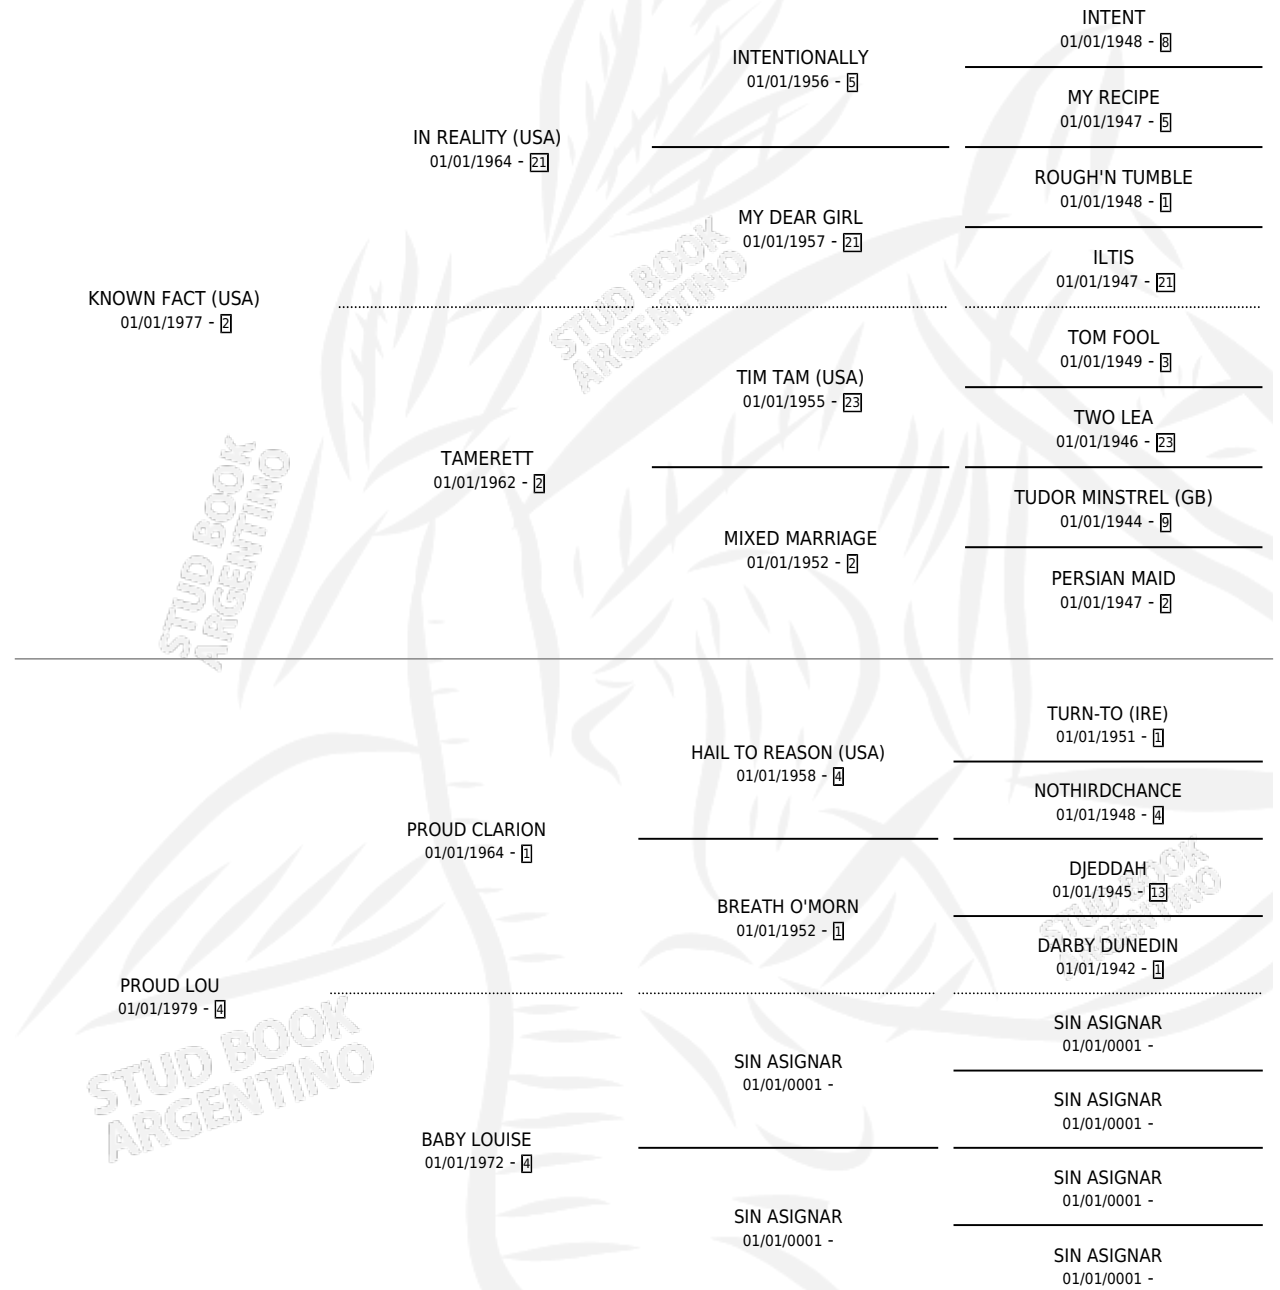 INTENT
01/01/1948 - 8
INTENTIONALLY
01/01/1956 - 5
MY RECIPE
01/01/1947 - 5
IN REALITY (USA)
01/01/1964 - 21
ROUGH'N TUMBLE
01/01/1948 - 1
MY DEAR GIRL
01/01/1957 - 21
ILTIS
01/01/1947 - 21
KNOWN FACT (USA)
01/01/1977 - 2
TOM FOOL
01/01/1949 - 3
TIM TAM (USA)
01/01/1955 - 23
TWO LEA
01/01/1946 - 23
TAMERETT
01/01/1962 - 2
TUDOR MINSTREL (GB)
01/01/1944 - 9
MIXED MARRIAGE
01/01/1952 - 2
PERSIAN MAID
01/01/1947 - 2
TURN-TO (IRE)
01/01/1951 - 1
HAIL TO REASON (USA)
01/01/1958 - 4
NOTHIRDCHANCE
01/01/1948 - 4
PROUD CLARION
01/01/1964 - 1
DJEDDAH
01/01/1945 - 13
BREATH O'MORN
01/01/1952 - 1
DARBY DUNEDIN
01/01/1942 - 1
PROUD LOU
01/01/1979 - 4
SIN ASIGNAR
01/01/0001 -
SIN ASIGNAR
01/01/0001 -
SIN ASIGNAR
01/01/0001 -
BABY LOUISE
01/01/1972 - 4
SIN ASIGNAR
01/01/0001 -
SIN ASIGNAR
01/01/0001 -
SIN ASIGNAR
01/01/0001 -
STUD BOOK
ARGENTINO
STUD BOOK
ARGENTINO
STUD BOOK
ARGENTINO
STUD BOOK
ARGENTINO